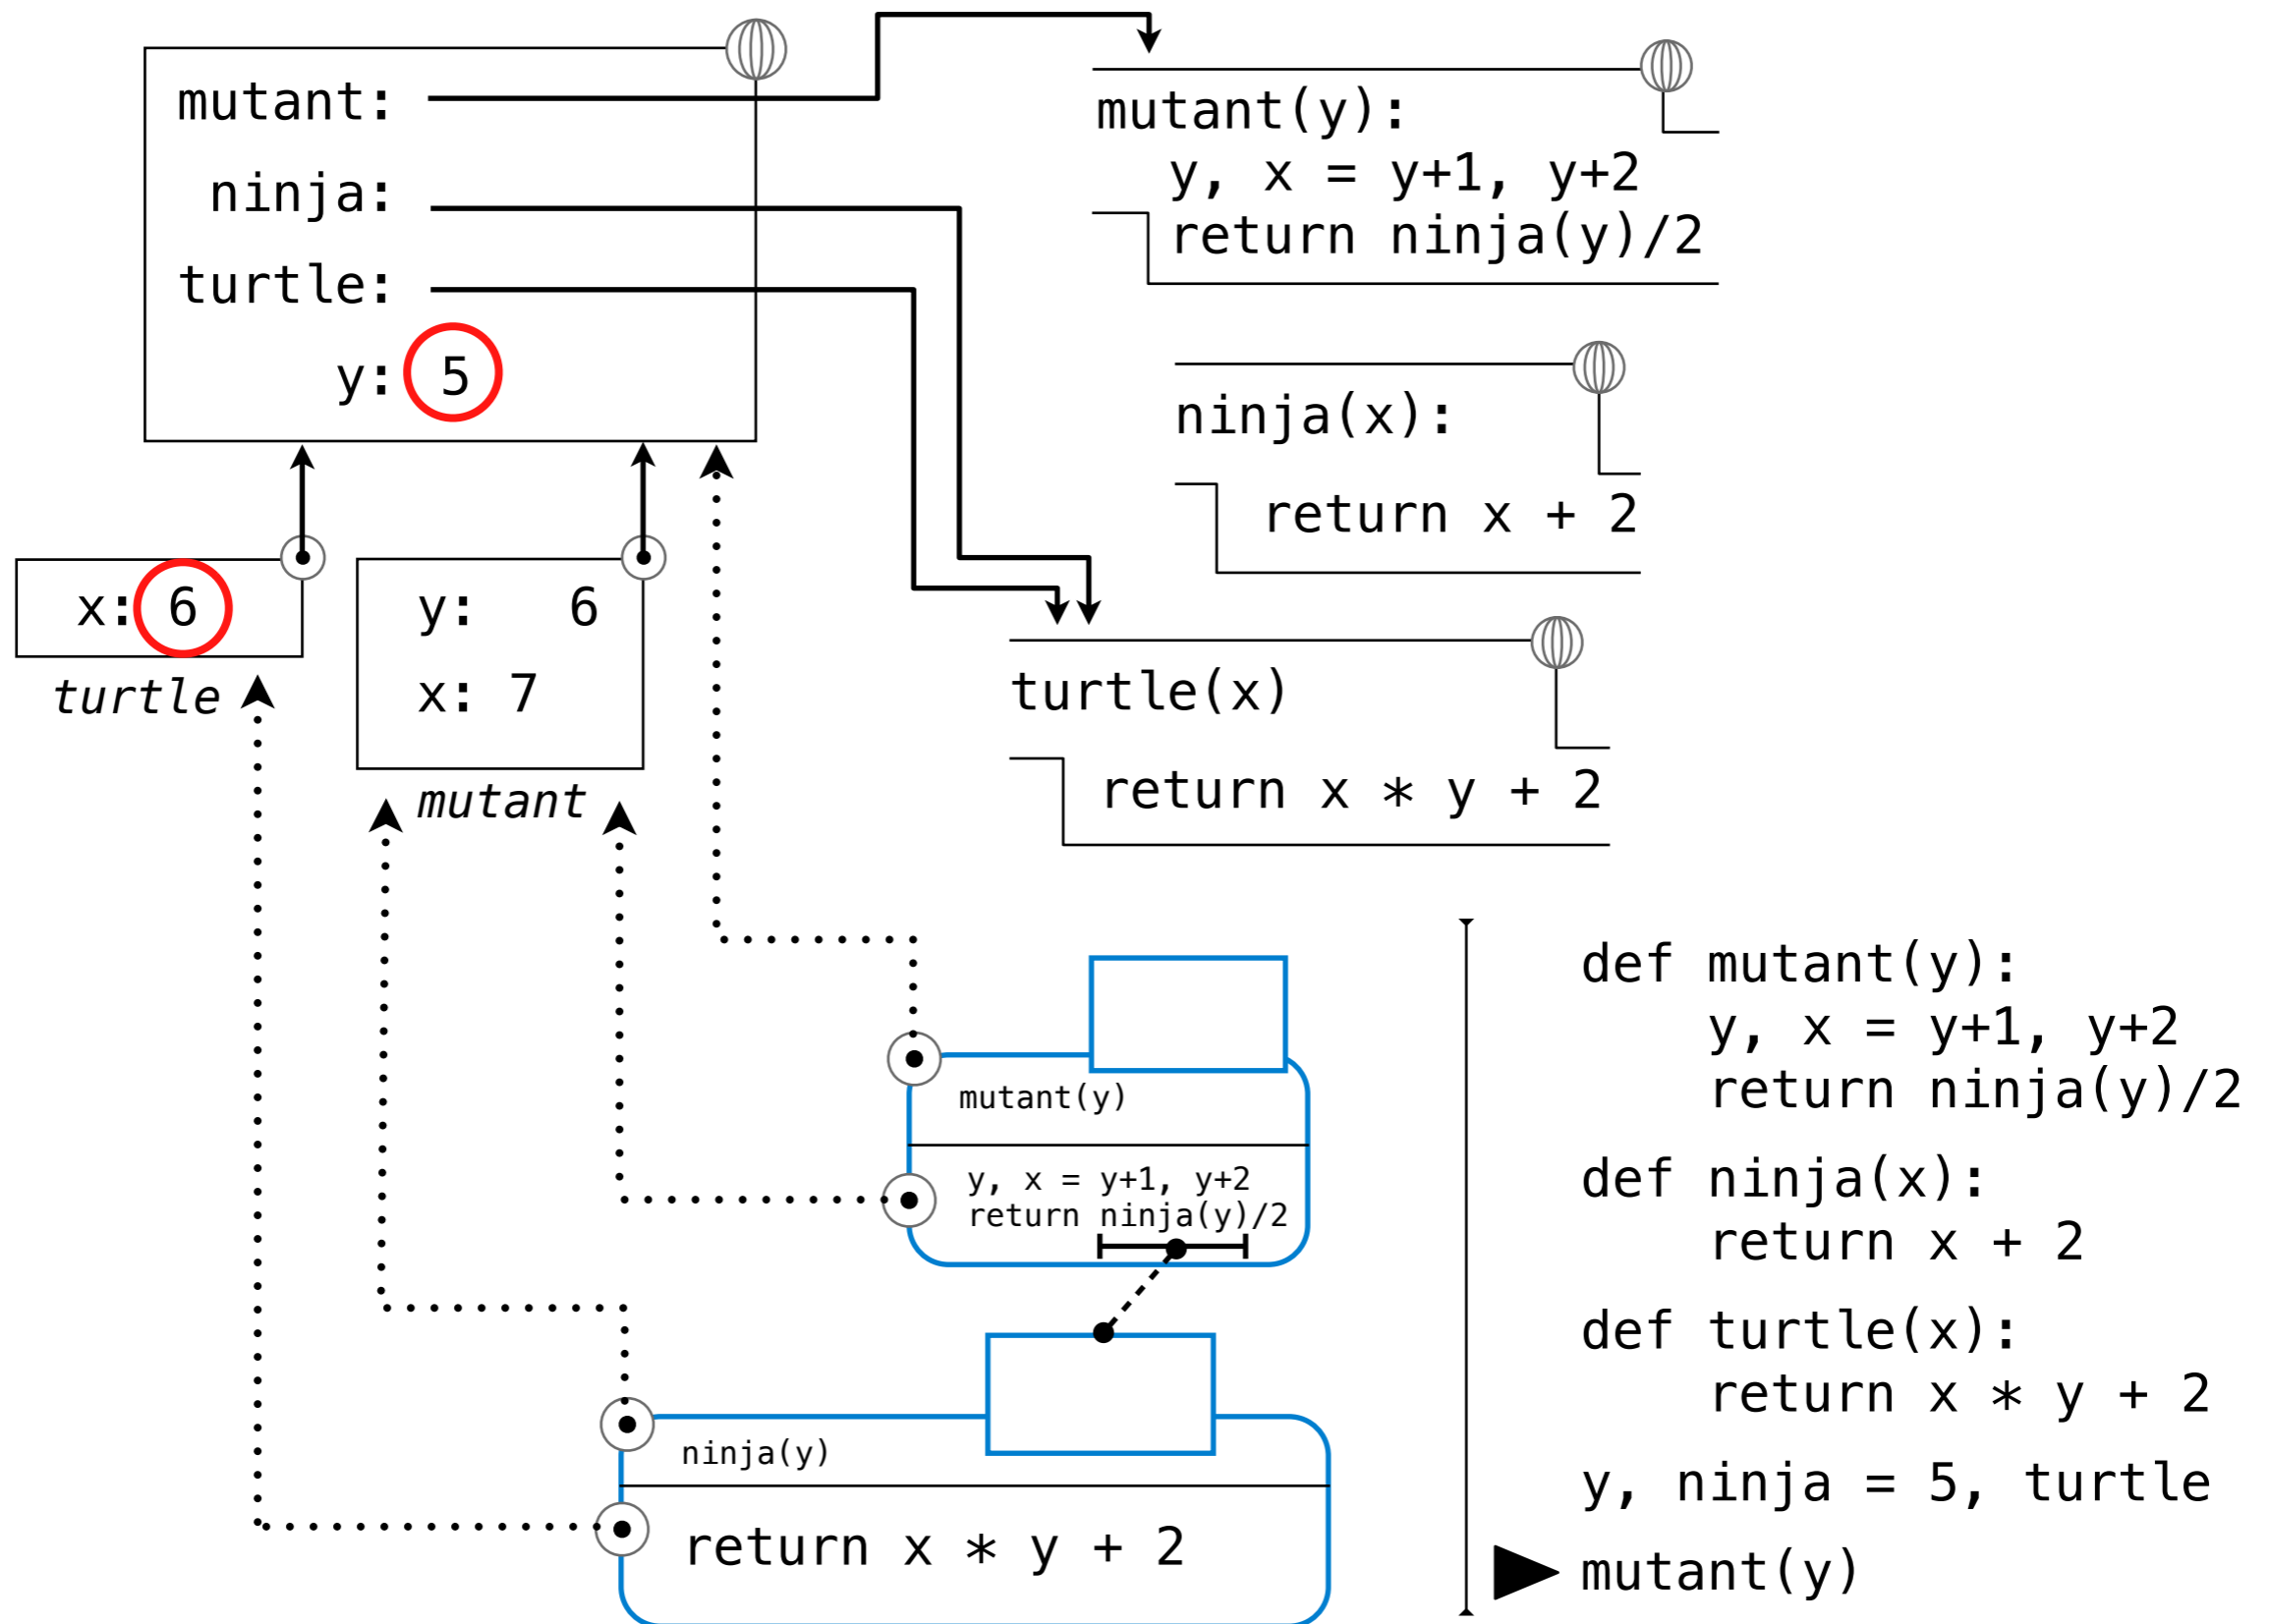 mutant:
ninja:
turtle:
y: 5
x: 6
turtle
y: 6
x: 7
mutant
mutant(y):
y, x = y+1, y+2
return ninja(y)/2
ninja(x):
return x + 2
turtle(x)
return x * y + 2
mutant(y)
y, x = y+1, y+2
return ninja(y)/2
ninja(y)
return x * y + 2
def mutant(y):
y, x = y+1, y+2
return ninja(y)/2
def ninja(x):
return x + 2
def turtle(x):
return x * y + 2
y, ninja = 5, turtle
mutant(y)